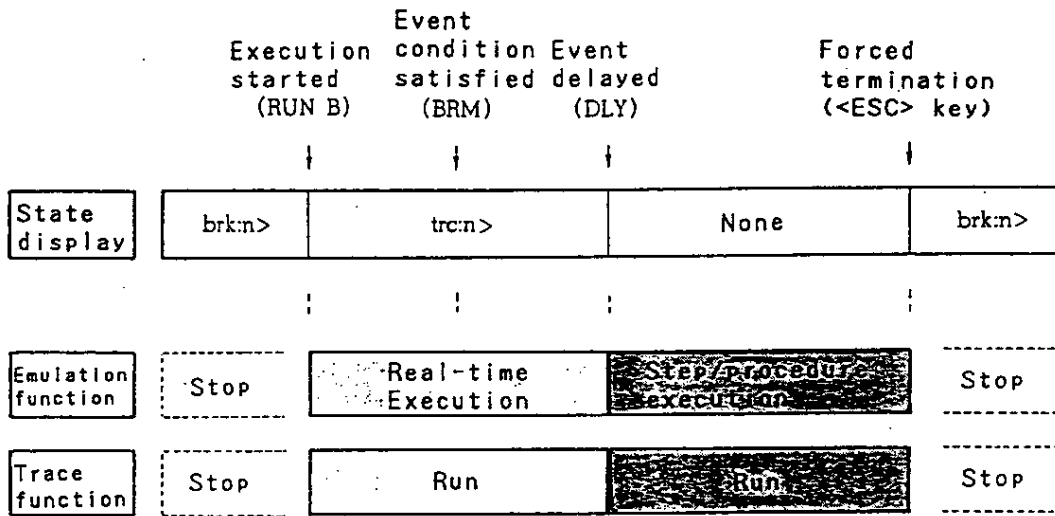 Execution
started
(RUN B)
Event
condition
satisfied
(BRM)
Event
delayed
(DLY)
Forced
termination
(<ESC> key)
State
display
brk:n>
trc:n>
None
brk:n>
Emulation
function
Stop
Real-time
Execution
Step/procedure
execution
Stop
Trace
function
Stop
Run
Run
Stop